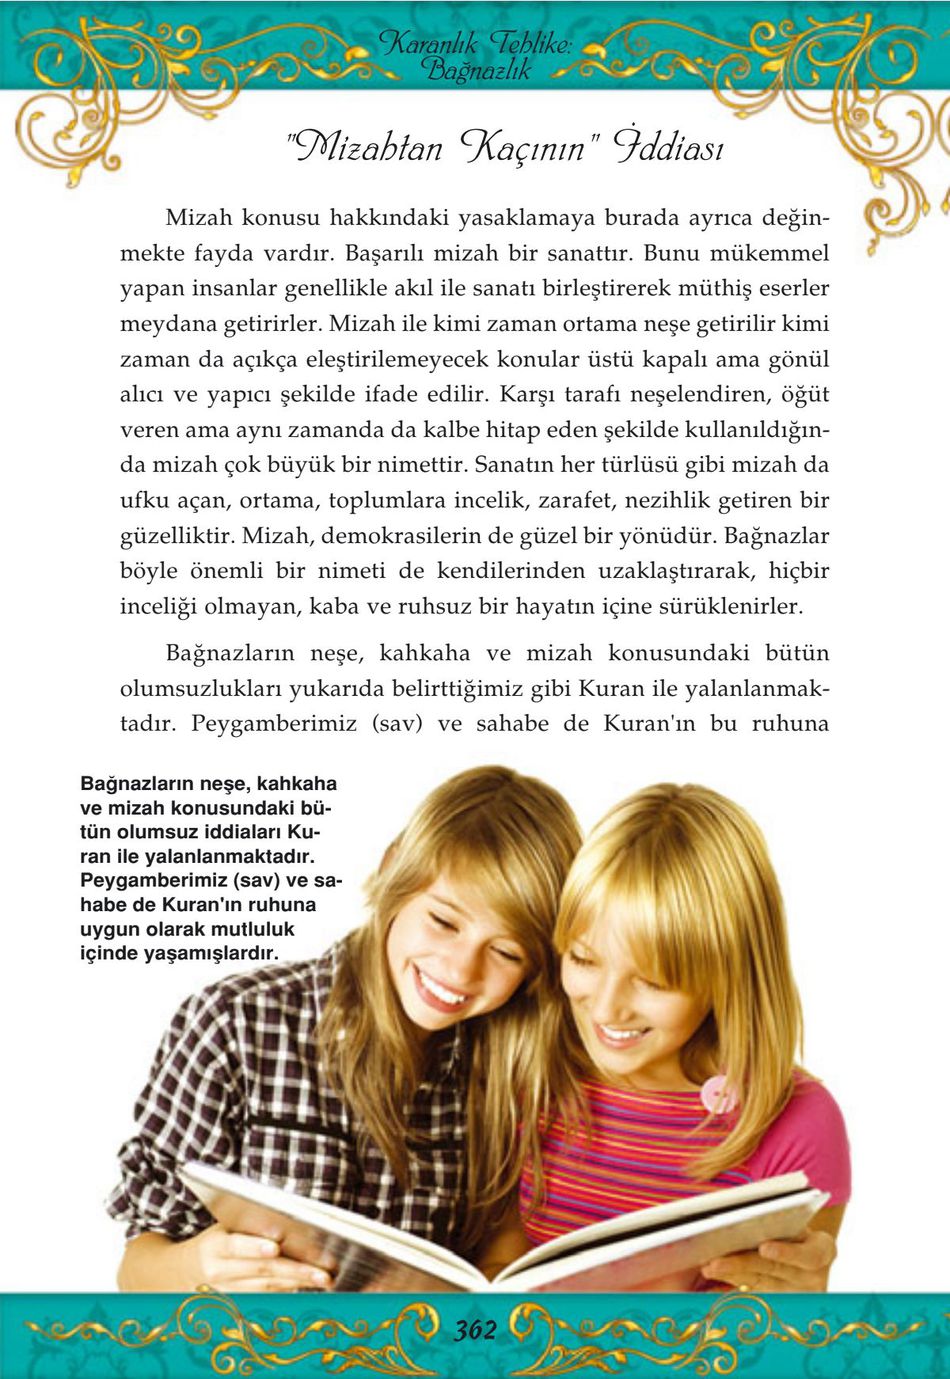 Karanlık Tehlike:
Bağnazlık
"Mizahtan Kaçının" İddiası
Mizah konusu hakkındaki yasaklamaya burada ayrıca değin-
mekte fayda vardır. Başarılı mizah bir sanattır. Bunu mükemmel
yapan insanlar genellikle akıl ile sanatı birleştirerek müthiş eserler
meydana getirirler. Mizah ile kimi zaman ortama neşe getirilir kimi
zaman da açıkça eleştirilemeyecek konular üstü kapalı ama gönül
alıcı ve yapıcı şekilde ifade edilir. Karşı tarafı neşelendiren, öğüt
veren ama aynı zamanda da kalbe hitap eden şekilde kullanıldığın-
da mizah çok büyük bir nimettir. Sanatın her türlüsü gibi mizah da
ufku açan, ortama, toplumlara incelik, zarafet, nezihlik getiren bir
güzelliktir. Mizah, demokrasilerin de güzel bir yönüdür. Bağnazlar
böyle önemli bir nimeti de kendilerinden uzaklaştırarak, hiçbir
inceliği olmayan, kaba ve ruhsuz bir hayatın içine sürüklenirler.
Bağnazların neşe, kahkaha ve mizah konusundaki bütün
olumsuzlukları yukarıda belirttiğimiz gibi Kuran ile yalanlanmak-
tadır. Peygamberimiz (sav) ve sahabe de Kuran'ın bu ruhuna
Bağnazların neşe, kahkaha
ve mizah konusundaki bü-
tün olumsuz iddiaları Ku-
ran ile yalanlanmaktadır.
Peygamberimiz (sav) ve sa-
habe de Kuran'ın ruhuna
uygun olarak mutluluk
içinde yaşamışlardır.
362